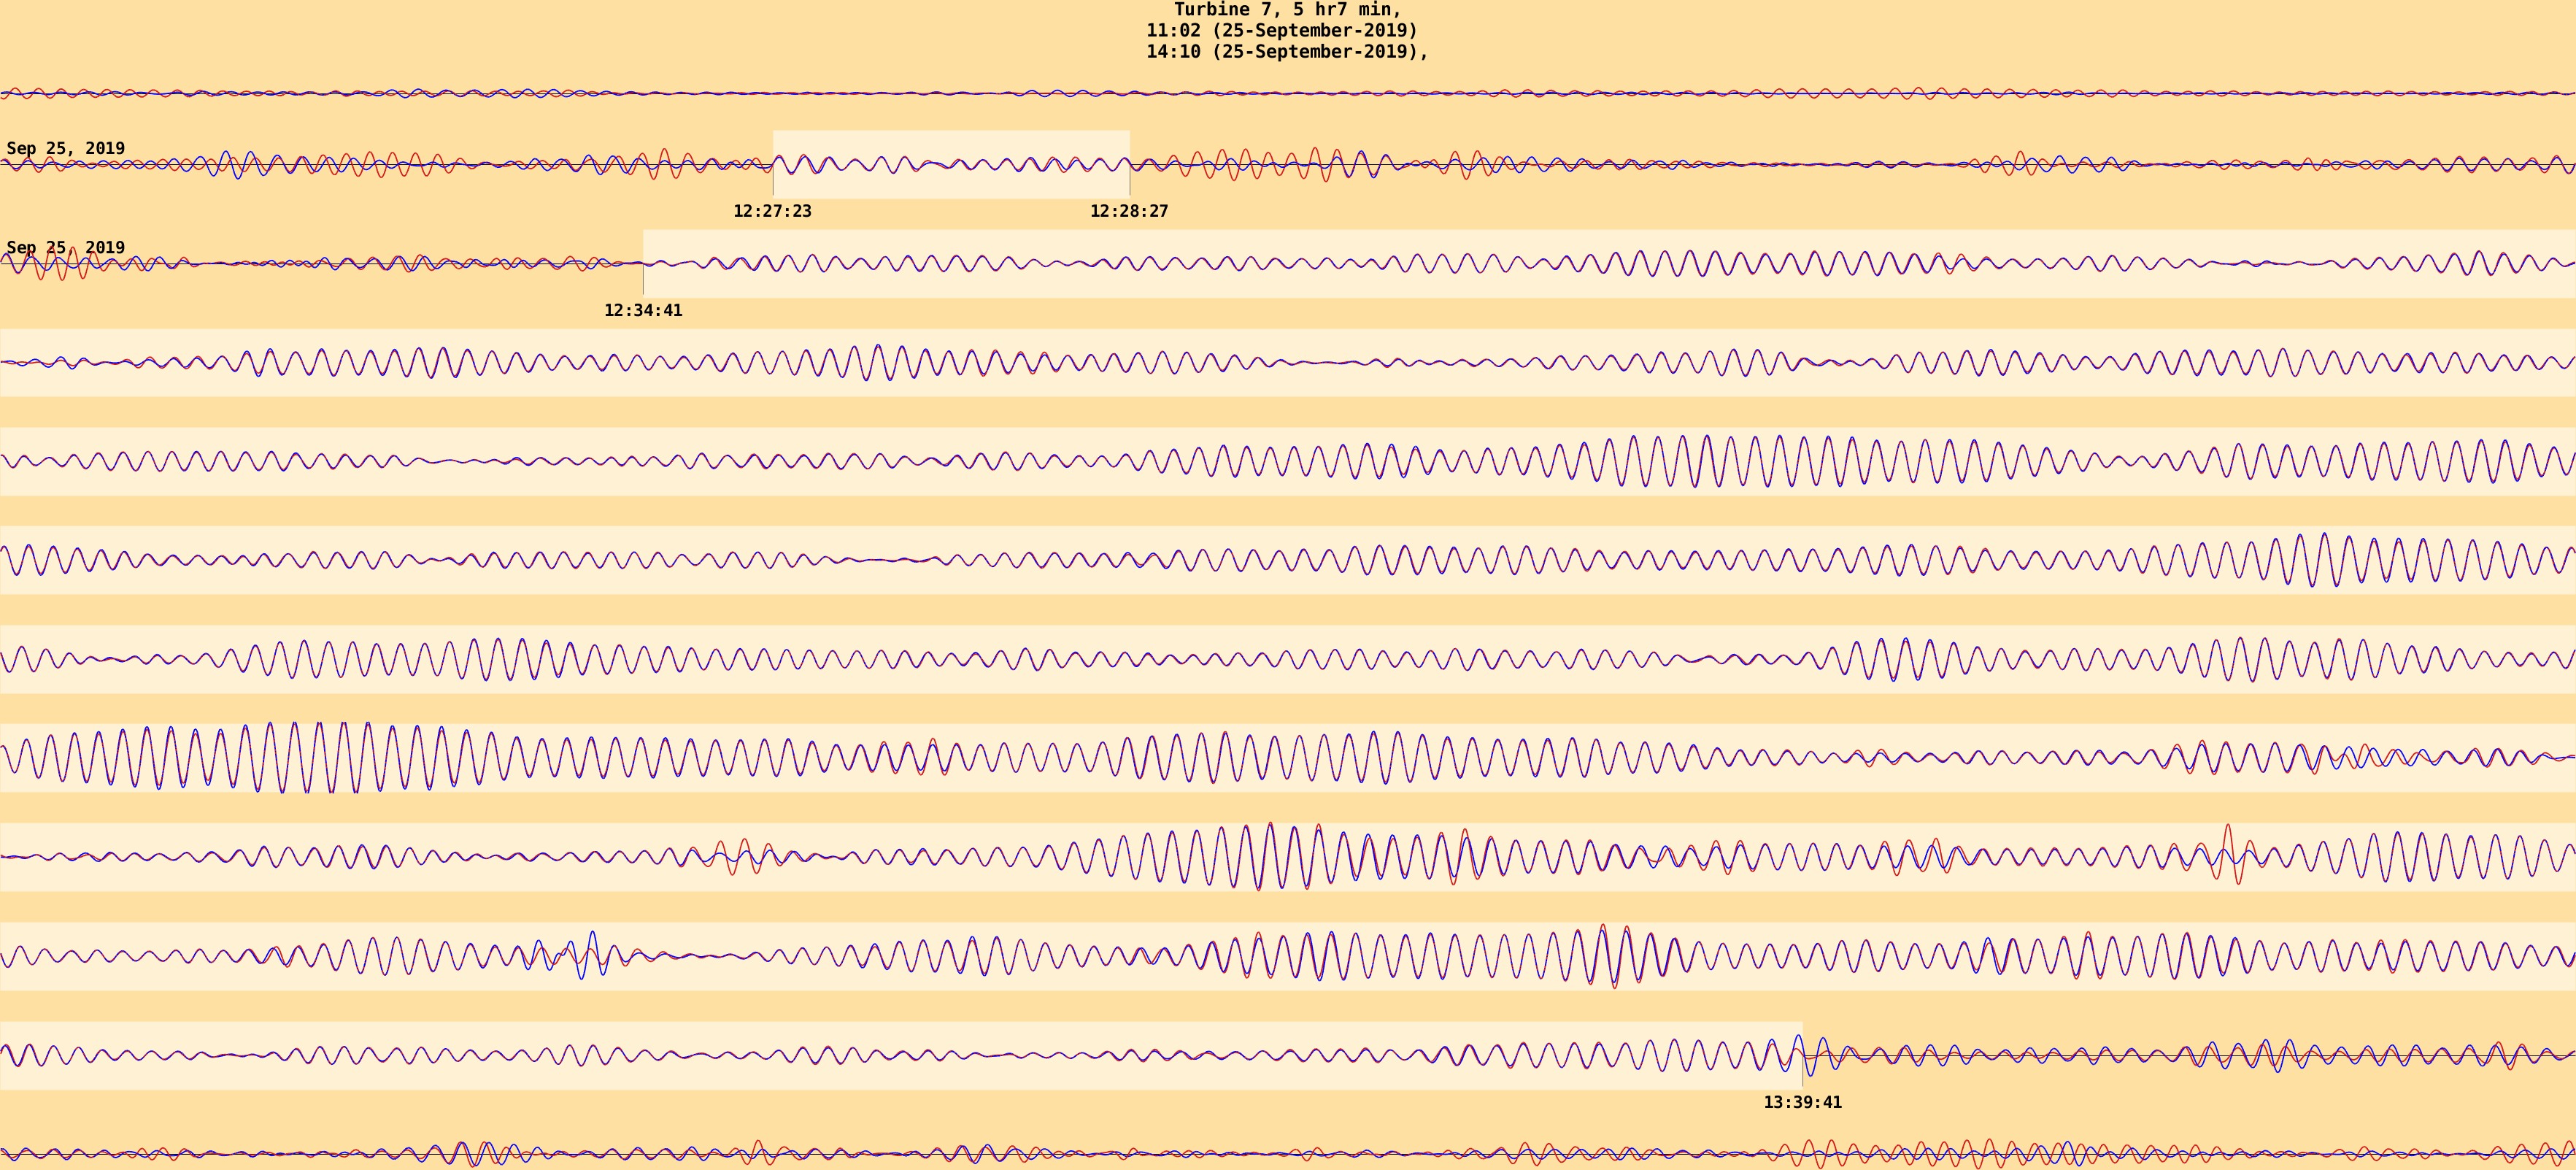 Turbine 7, 5 hr7 min,
11:02 (25-September-2019)
14:10 (25-September-2019),
Sep 25, 2019
12:27:23
12:28:27
Sep 25, 2019
12:34:41
13:39:41